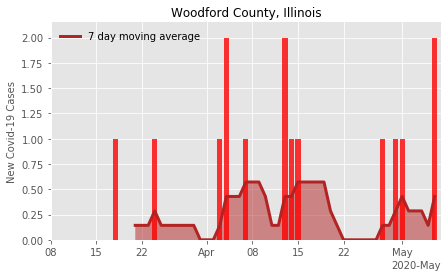 Woodford County, Illinois
7 day moving average
New Covid-19 Cases
2.00
1.75
1.50
1.25
1.00
0.75
0.50
0.25
0.00
08 15 22 Apr 08 15 22 May
2020-May